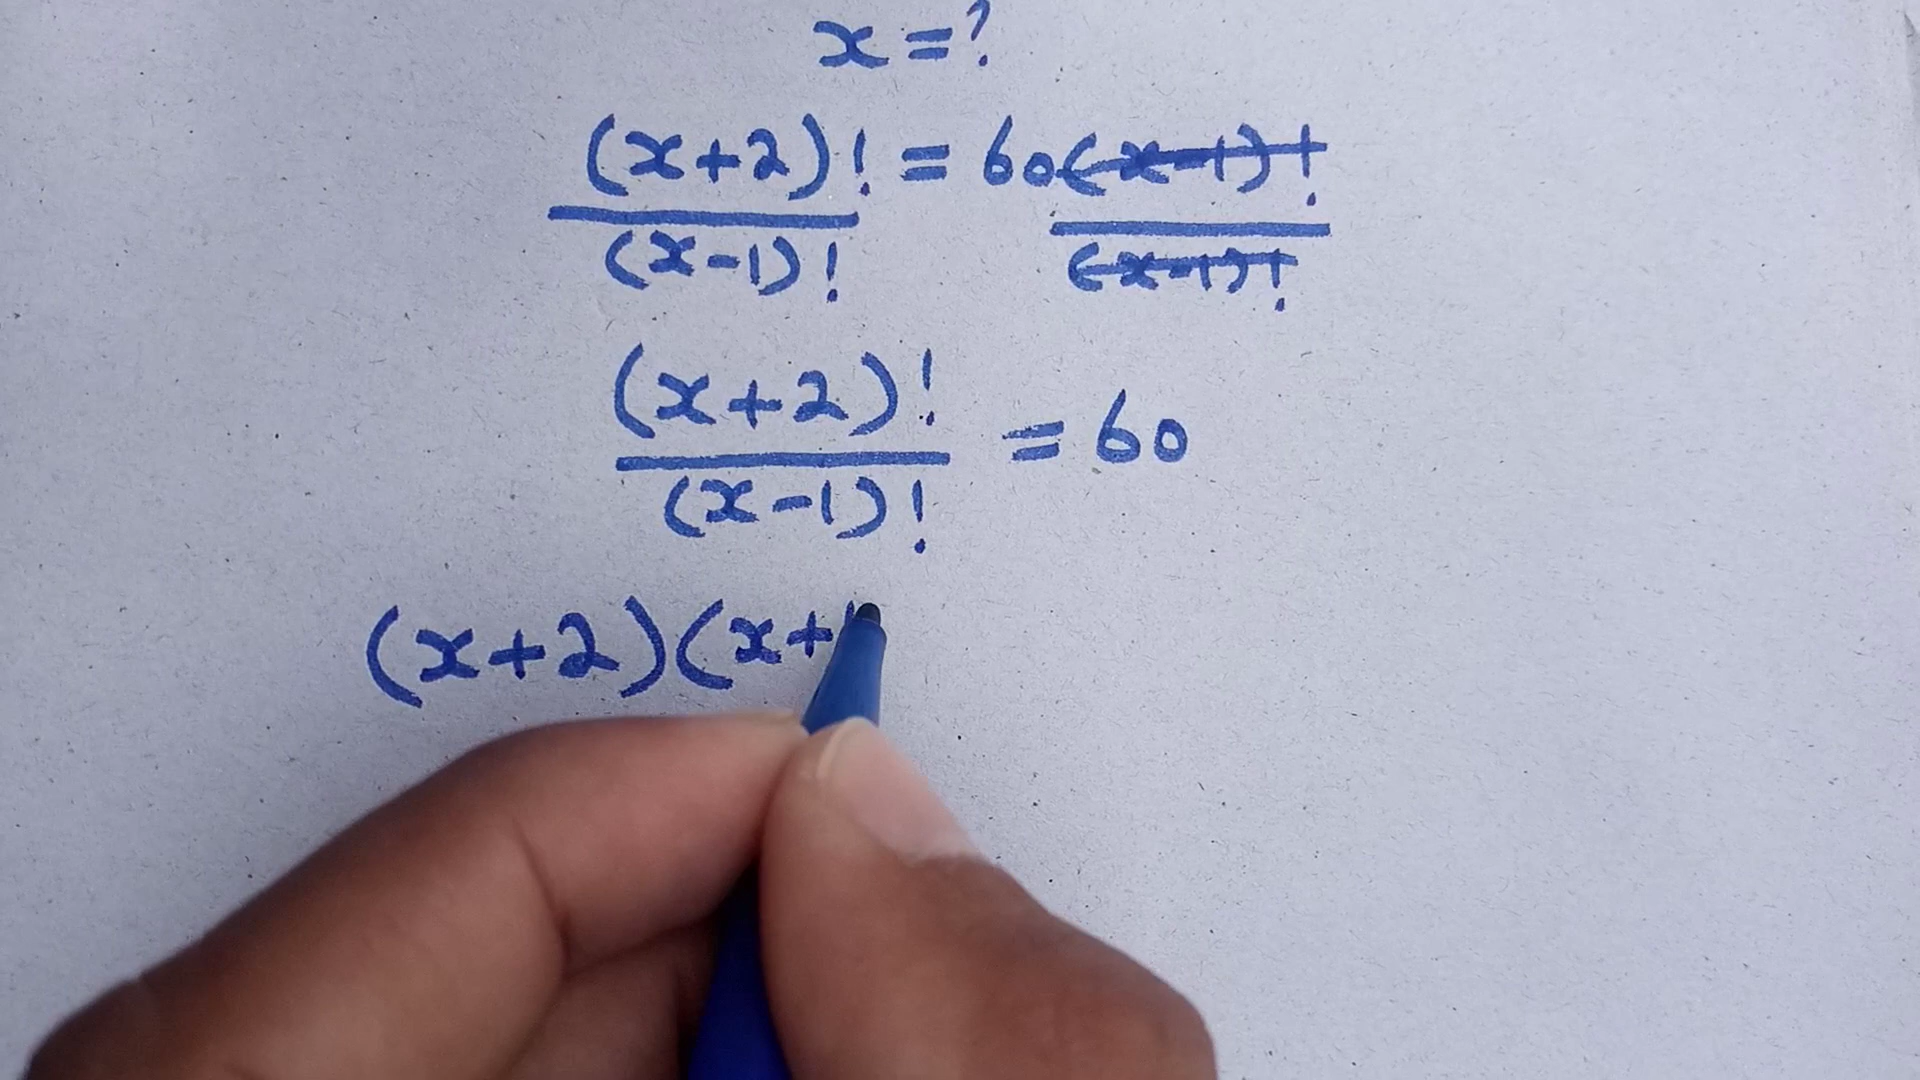 x = ?
(x+2)! = 60(x-1)!
(x-1)! (x-1)!
(x+2)! = 60
(x-1)!
(x+2)(x+